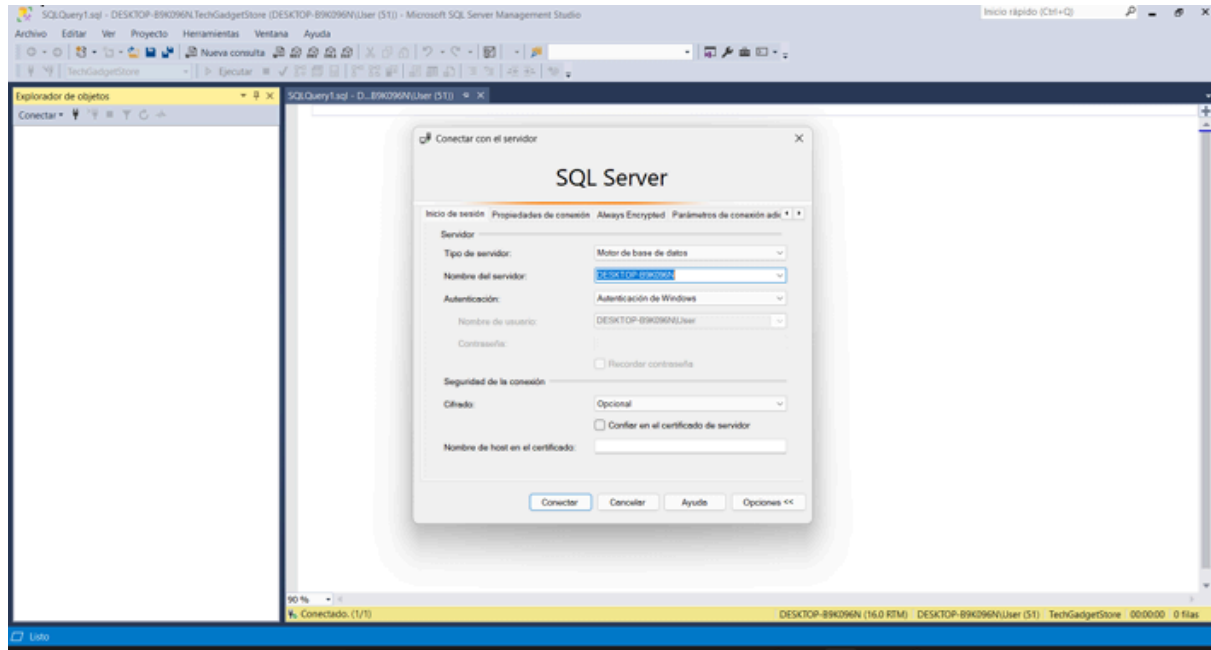 SQLQuery1.sql - DESKTOP-B9K096N.TechGadgetStore (DESKTOP-B9K096N\User (51)) - Microsoft SQL Server Management Studio
Inicio rápido (Ctrl+Q)
Archivo Editar Ver Proyecto Herramientas Ventana Ayuda
Nueva consulta
TechGadgetStore Ejecutar
Explorador de objetos
SQLQuery1.sql - D...B9K096N\User (51))
Conectar
Conectar con el servidor
SQL Server
Inicio de sesión Propiedades de conexión Always Encrypted Parámetros de conexión adic
Servidor
Tipo de servidor: Motor de base de datos
Nombre del servidor: DESKTOP-B9K096N
Autenticación: Autenticación de Windows
Nombre de usuario: DESKTOP-B9K096N\User
Contraseña:
Recordar contraseña
Seguridad de la conexión
Cifrado: Opcional
Confiar en el certificado de servidor
Nombre de host en el certificado:
Conectar Cancelar Ayuda Opciones <<
90 %
Conectado. (1/1)
DESKTOP-B9K096N (16.0 RTM) DESKTOP-B9K096N\User (51) TechGadgetStore 00:00:00 0 filas
Listo